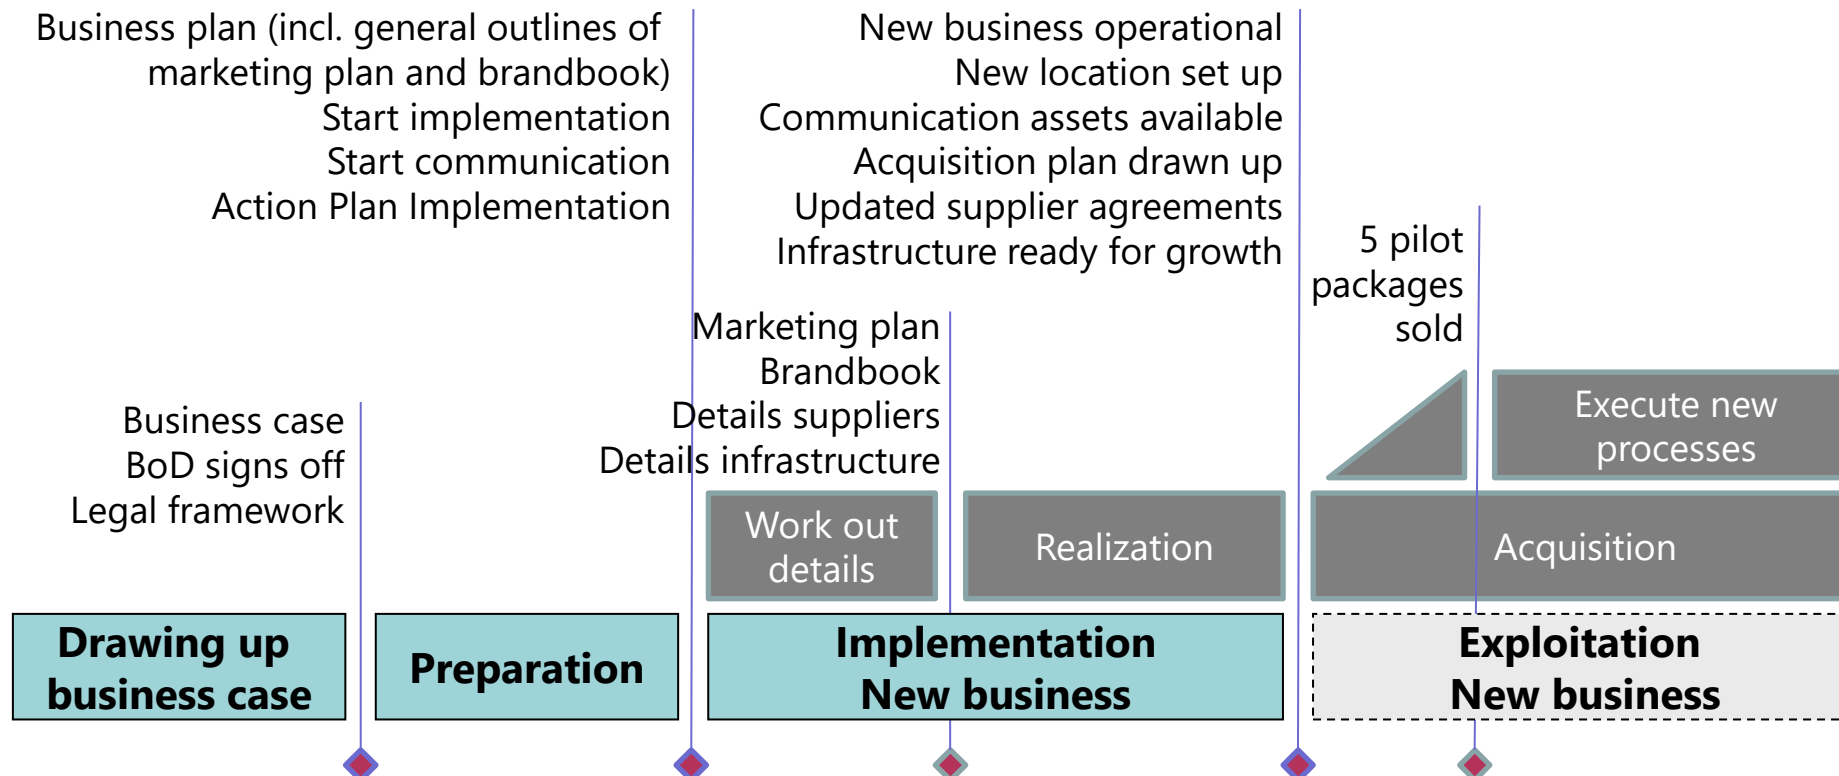 Business plan (incl. general outlines of
marketing plan and brandbook)
Start implementation
Start communication
Action Plan Implementation
New business operational
New location set up
Communication assets available
Acquisition plan drawn up
Updated supplier agreements
Infrastructure ready for growth
5 pilot
packages
sold
Marketing plan
Brandbook
Details suppliers
Details infrastructure
Business case
BoD signs off
Legal framework
Execute new
processes
Work out
details
Realization
Acquisition
Drawing up
business case
Preparation
Implementation
New business
Exploitation
New business